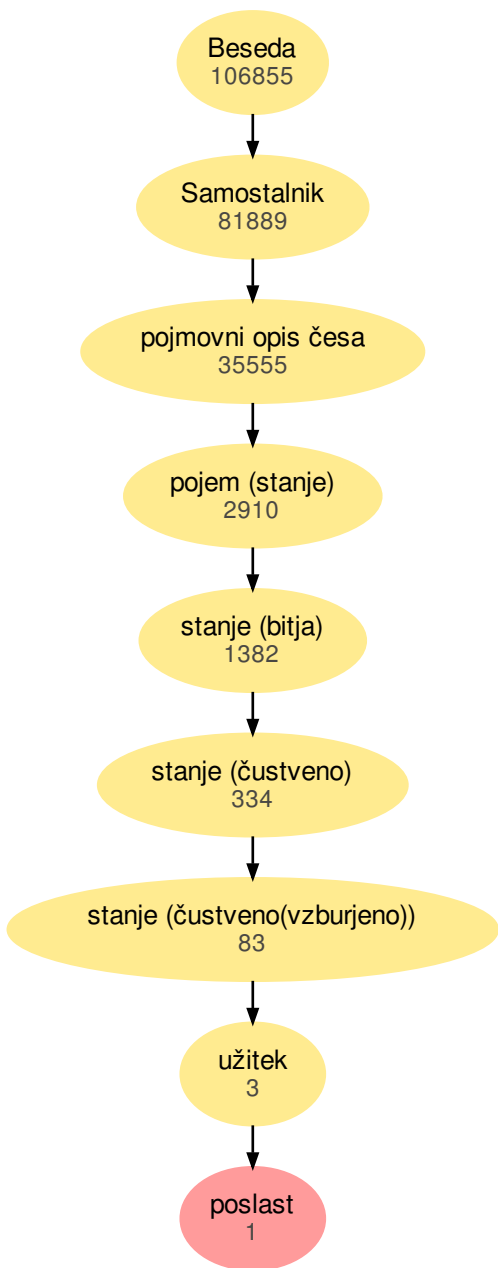 Beseda
106855
Samostalnik
81889
pojmovni opis česa
35555
pojem (stanje)
2910
stanje (bitja)
1382
stanje (čustveno)
334
stanje (čustveno(vzburjeno))
83
užitek
3
poslast
1